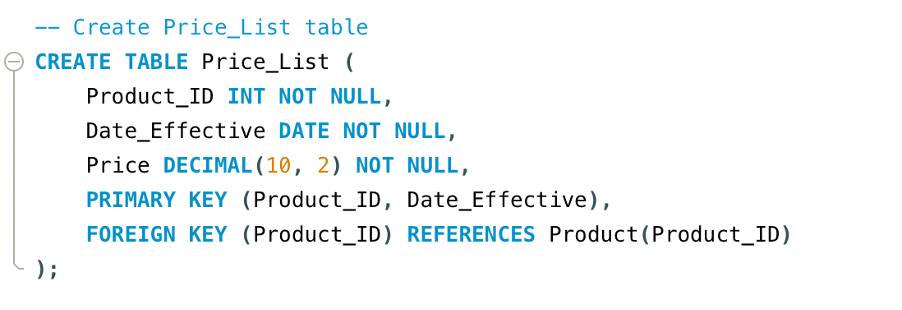 -- Create Price_List table
CREATE TABLE Price_List (
Product_ID INT NOT NULL,
Date_Effective DATE NOT NULL,
Price DECIMAL(10, 2) NOT NULL,
PRIMARY KEY (Product_ID, Date_Effective),
FOREIGN KEY (Product_ID) REFERENCES Product(Product_ID)
);